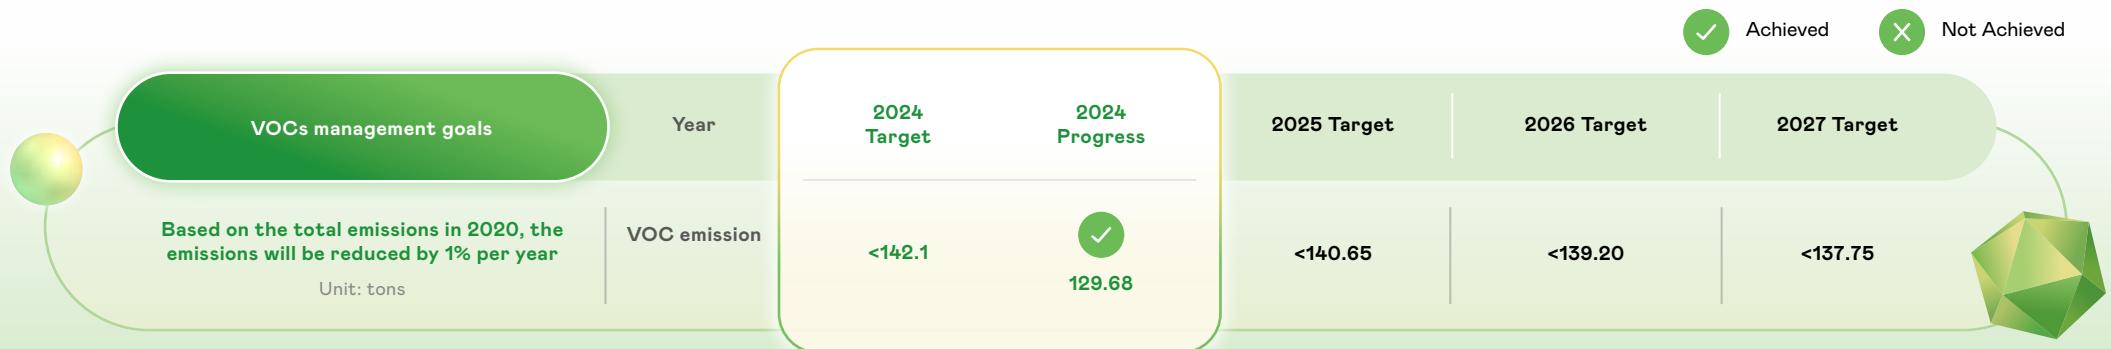 Achieved
Not Achieved
VOCs management goals
Year
2024
Target
2024
Progress
2025 Target
2026 Target
2027 Target
Based on the total emissions in 2020, the
emissions will be reduced by 1% per year
Unit: tons
VOC emission
<142.1
129.68
<140.65
<139.20
<137.75